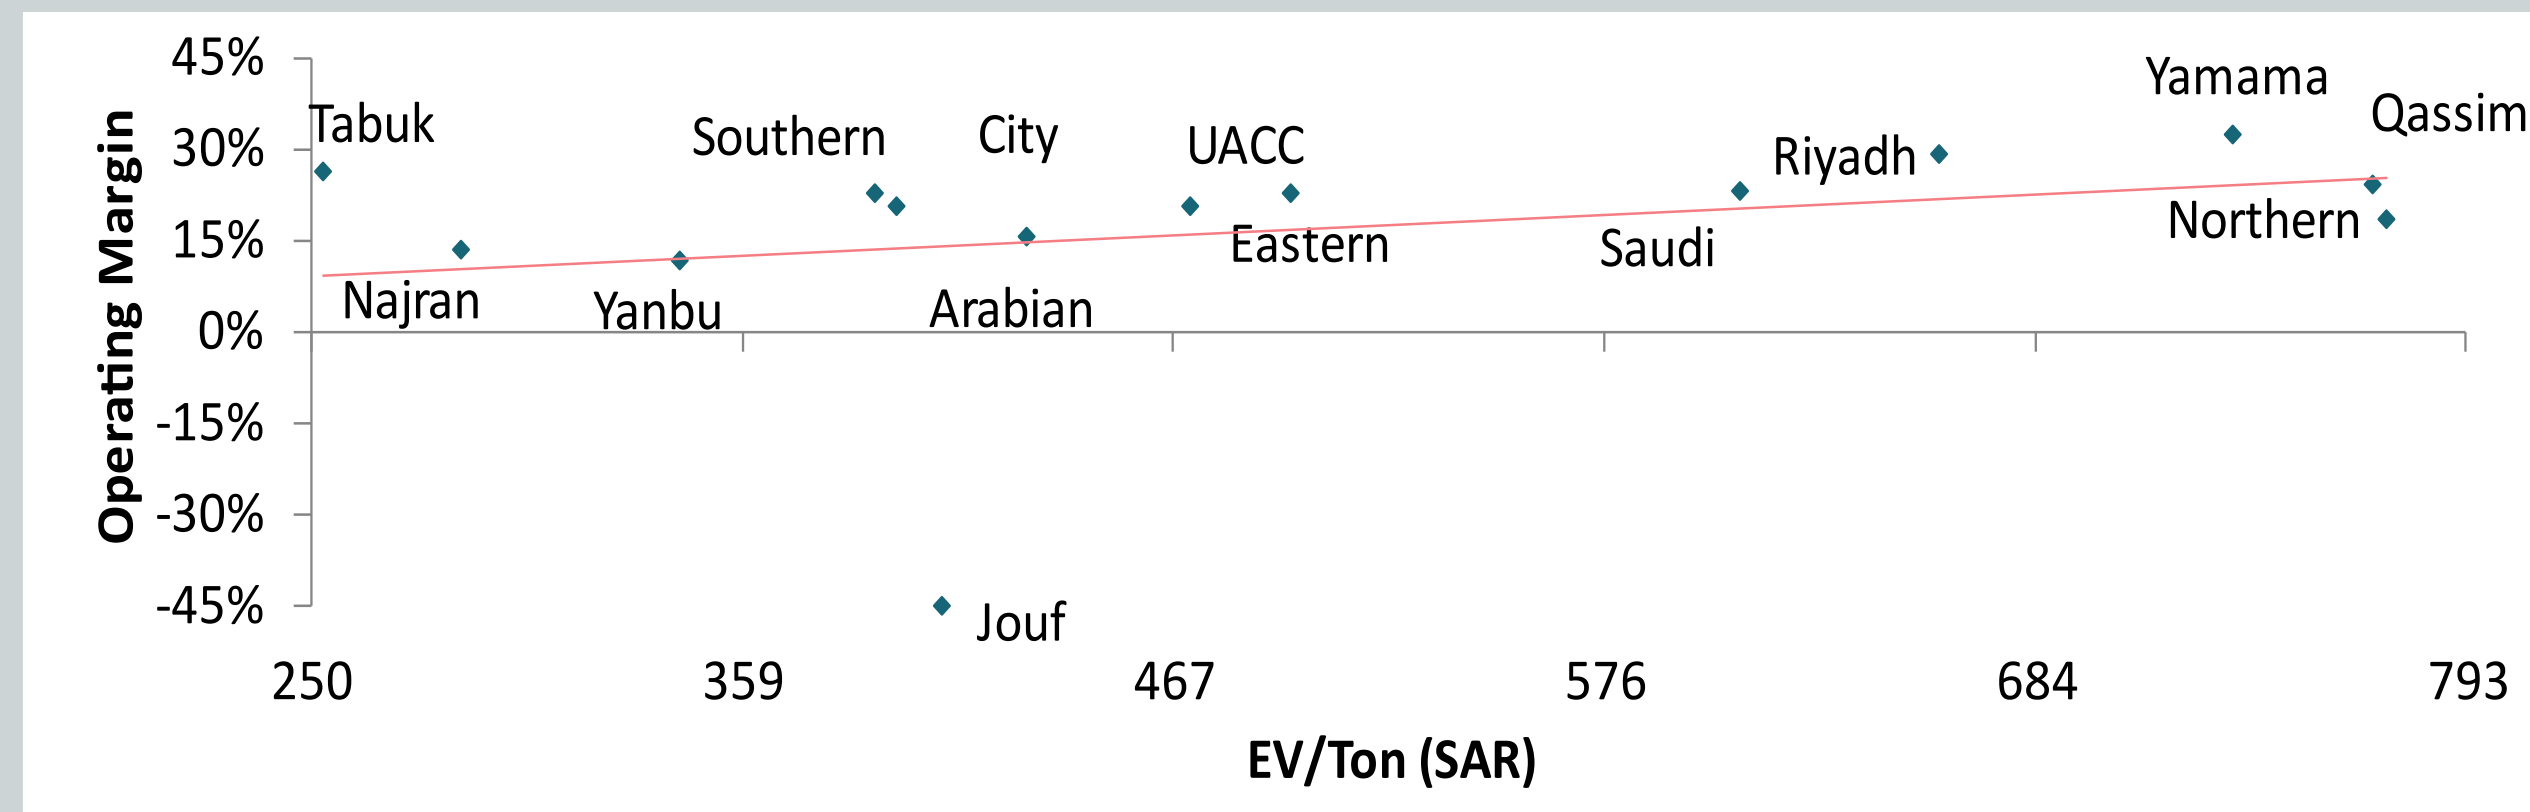 45%
30%
15%
0%
-15%
-30%
-45%
Operating Margin
Tabuk
Southern
City
UACC
Riyadh
Yamama
Qassim
Najran
Yanbu
Arabian
Eastern
Saudi
Northern
Jouf
250
359
467
576
684
793
EV/Ton (SAR)